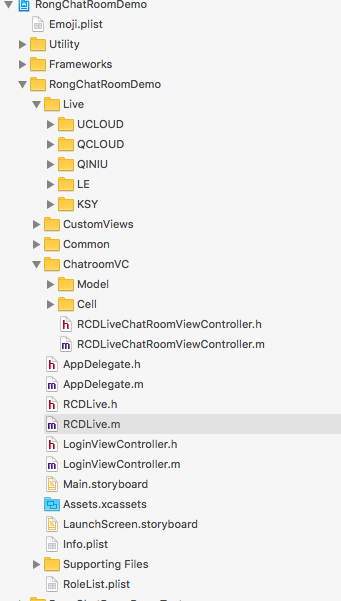 RongChatRoomDemo
Emoji.plist
Utility
Frameworks
RongChatRoomDemo
Live
UCLOUD
QCLOUD
QINIU
LE
KSY
CustomViews
Common
ChatroomVC
Model
Cell
h RCDLiveChatRoomViewController.h
m RCDLiveChatRoomViewController.m
h AppDelegate.h
m AppDelegate.m
h RCDLive.h
m RCDLive.m
h LoginViewController.h
m LoginViewController.m
Main.storyboard
Assets.xcassets
LaunchScreen.storyboard
Info.plist
Supporting Files
RoleList.plist